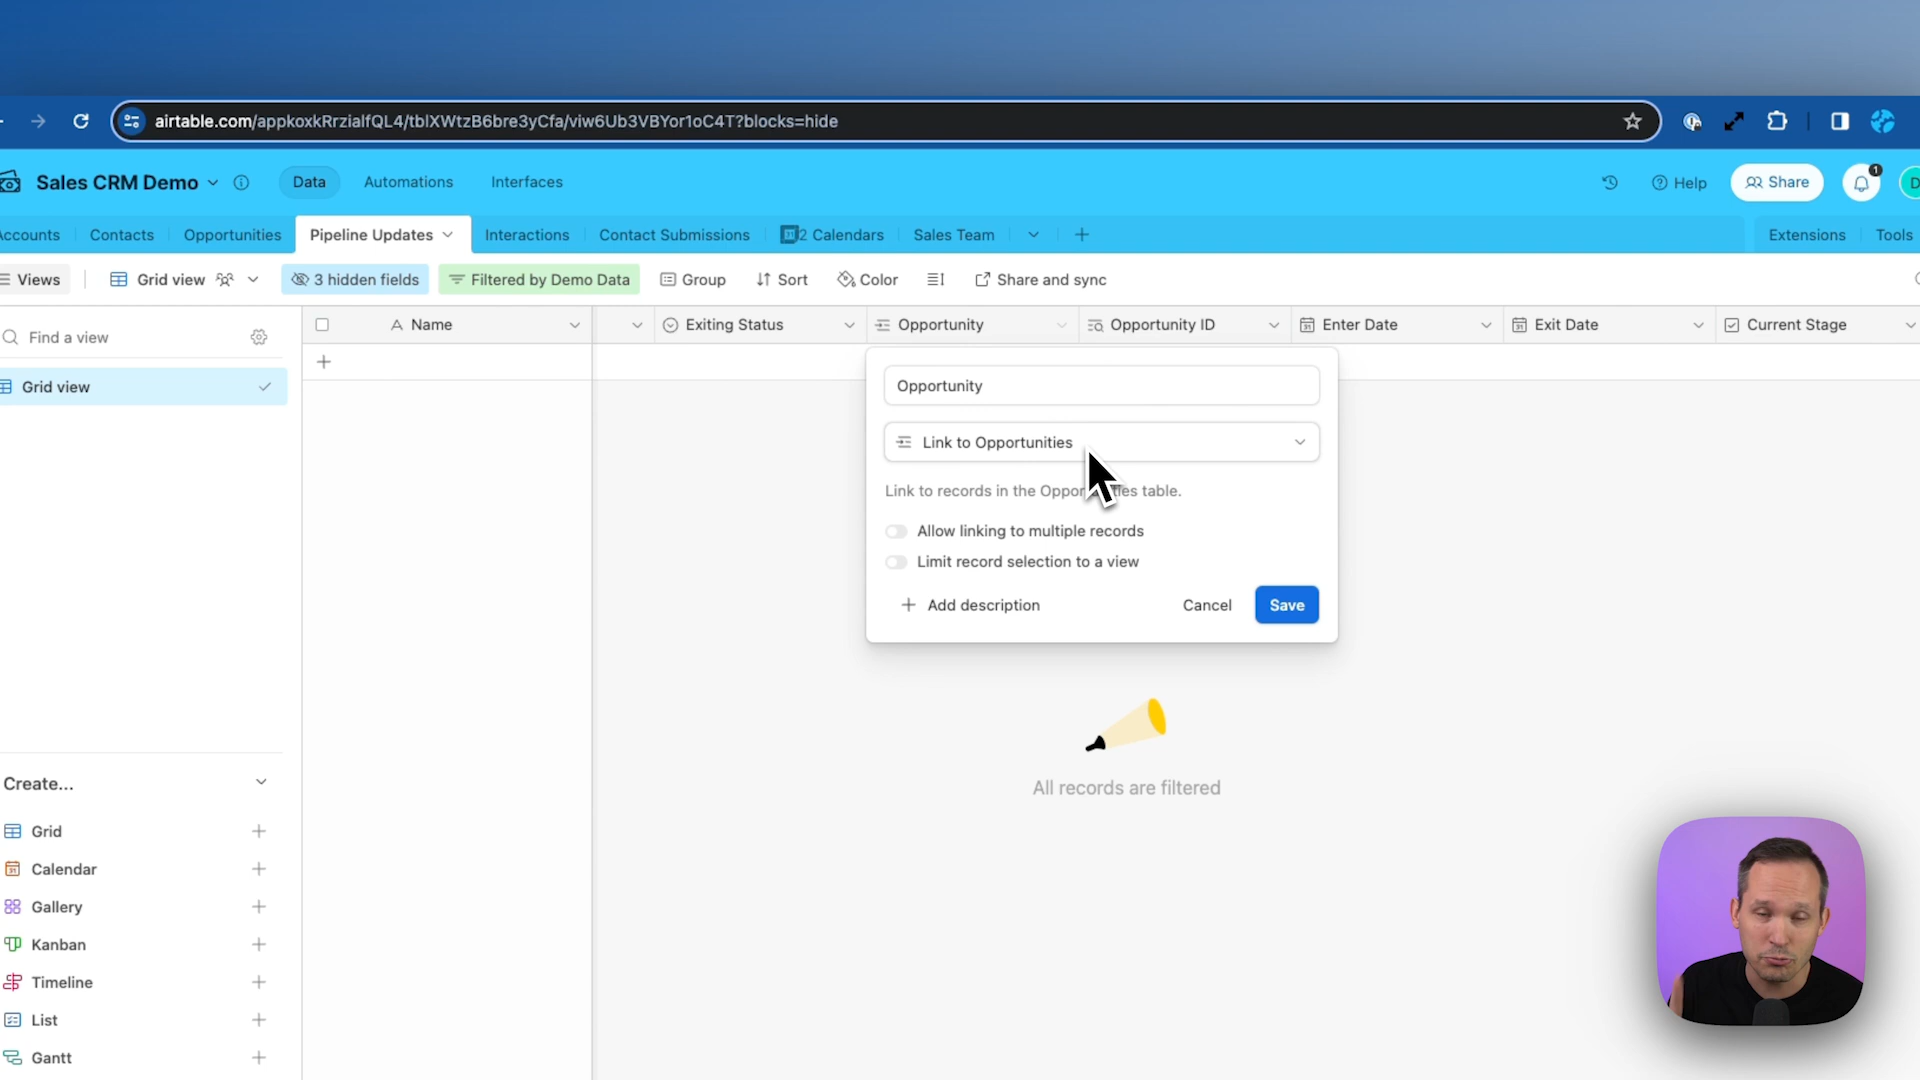 airtable.com/appkoxkRrzialfQL4/tblXWtzB6bre3yCfa/viw6Ub3VBYor1oC4T?blocks=hide
Sales CRM Demo
Data
Automations
Interfaces
Help
Share
1
D
Accounts
Contacts
Opportunities
Pipeline Updates
Interactions
Contact Submissions
31
2 Calendars
Sales Team
Extensions
Tools
Views
Grid view
3 hidden fields
Filtered by Demo Data
Group
Sort
Color
Share and sync
Find a view
A Name
Exiting Status
Opportunity
Opportunity ID
Enter Date
Exit Date
Current Stage
Grid view
Opportunity
Link to Opportunities
Link to records in the Oppor ies table.
Allow linking to multiple records
Limit record selection to a view
Add description
Cancel
Save
All records are filtered
Create...
Grid
Calendar
Gallery
Kanban
Timeline
List
Gantt